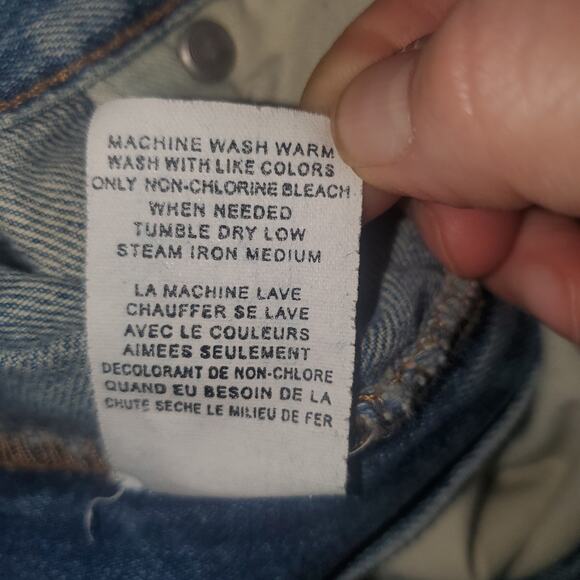 MACHINE WASH WARM
WASH WITH LIKE COLORS
ONLY NON-CHLORINE BLEACH
WHEN NEEDED
TUMBLE DRY LOW
STEAM IRON MEDIUM
LA MACHINE LAVE
CHAUFFER SE LAVE
AVEC LE COULEURS
AIMEES SEULEMENT
DECOLORANT DE NON-CHLORE
QUAND EU BESOIN DE LA
CHUTE SECHE LE MILIEU DE FER